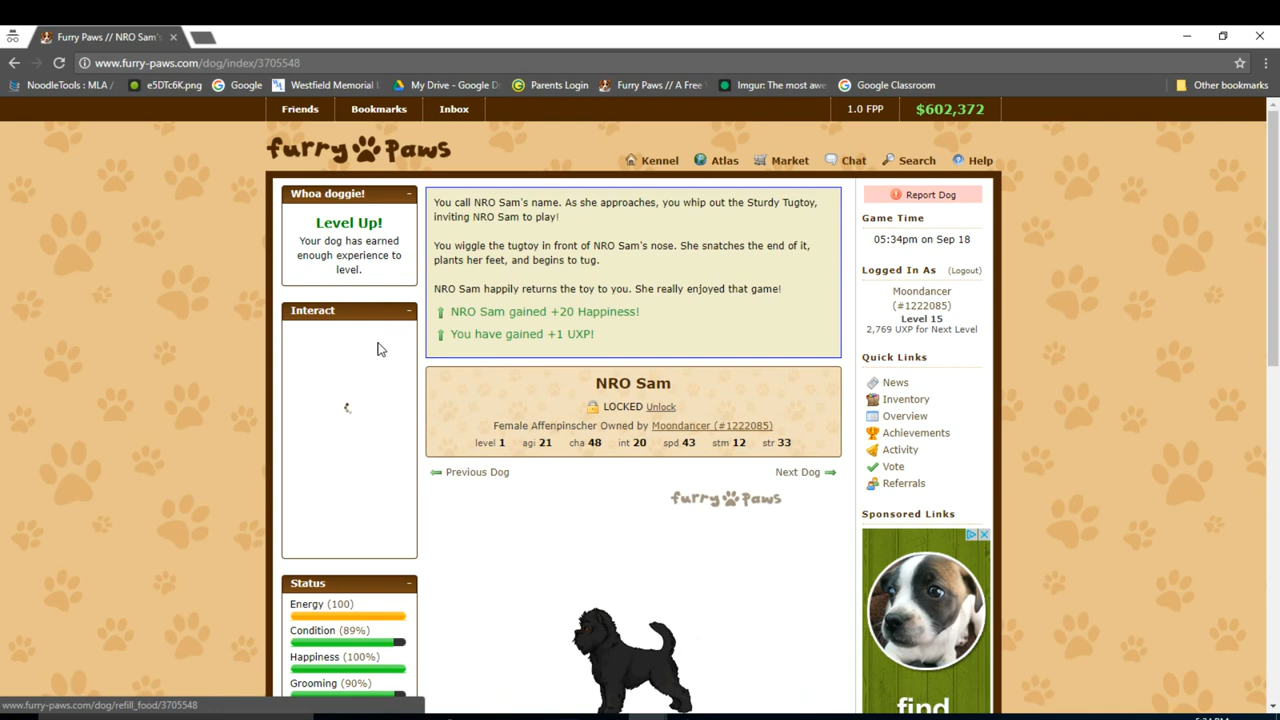 Furry Paws // NRO Sam's
www.furry-paws.com/dog/index/3705548
NoodleTools : MLA / e5DTc6K.png Google Westfield Memorial L My Drive - Google D Parents Login Furry Paws // A Free Imgur: The most awe Google Classroom Other bookmarks
Friends Bookmarks Inbox 1.0 FPP $602,372
furry paws
Kennel Atlas Market Chat Search Help
Whoa doggie! -
Level Up!
Your dog has earned
enough experience to
level.
Interact -
Status -
Energy (100)
Condition (89%)
Happiness (100%)
Grooming (90%)
You call NRO Sam's name. As she approaches, you whip out the Sturdy Tugtoy,
inviting NRO Sam to play!
You wiggle the tugtoy in front of NRO Sam's nose. She snatches the end of it,
plants her feet, and begins to tug.
NRO Sam happily returns the toy to you. She really enjoyed that game!
NRO Sam gained +20 Happiness!
You have gained +1 UXP!
NRO Sam
LOCKED Unlock
Female Affenpinscher Owned by Moondancer (#1222085)
level 1 agi 21 cha 48 int 20 spd 43 stm 12 str 33
Previous Dog Next Dog
furry paws
Report Dog
Game Time
05:34pm on Sep 18
Logged In As (Logout)
Moondancer
(#1222085)
Level 15
2,769 UXP for Next Level
Quick Links
News
Inventory
Overview
Achievements
Activity
Vote
Referrals
Sponsored Links
find
www.furry-paws.com/dog/refill_food/3705548